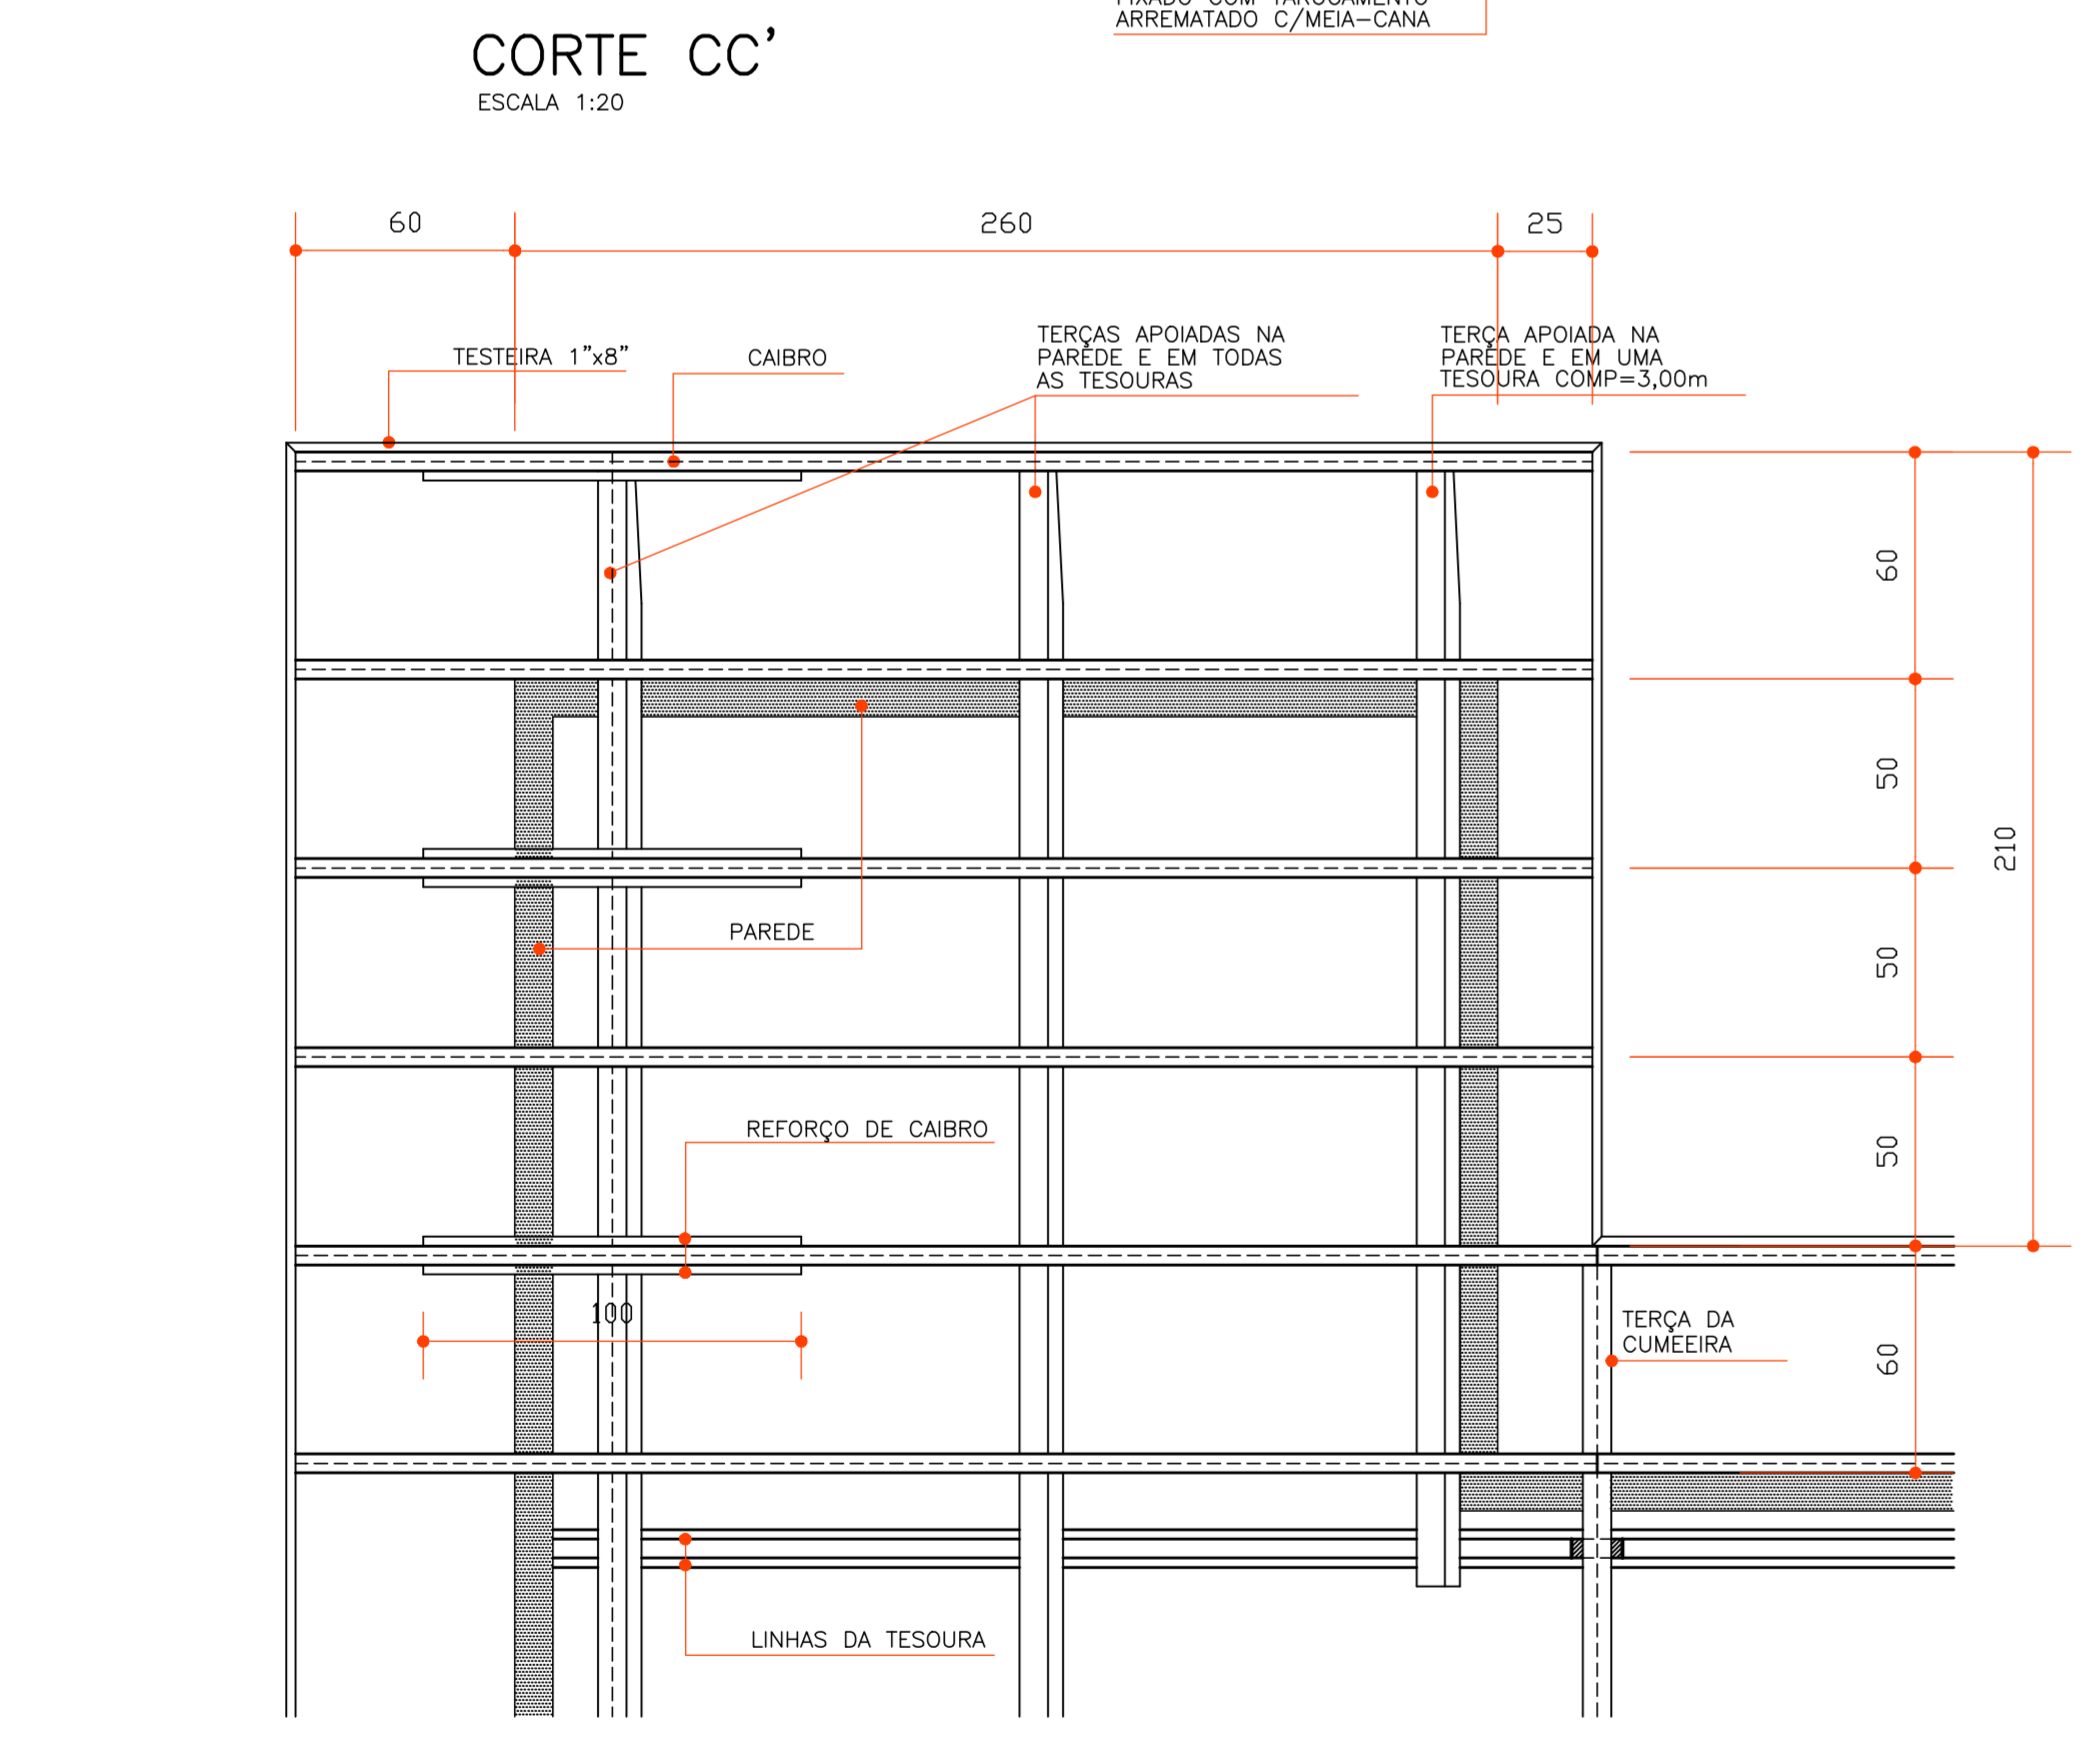 ARREMATADO C/MEIA-CANA
CORTE CC'
ESCALA 1:20
60
260
25
TESTEIRA 1"x8"
CAIBRO
TERÇAS APOIADAS NA
PAREDE E EM TODAS
AS TESOURAS
TERÇA APOIADA NA
PAREDE E EM UMA
TESOURA COMP=3,00m
60
50
210
PAREDE
50
REFORÇO DE CAIBRO
50
100
TERÇA DA
CUMEEIRA
60
LINHAS DA TESOURA